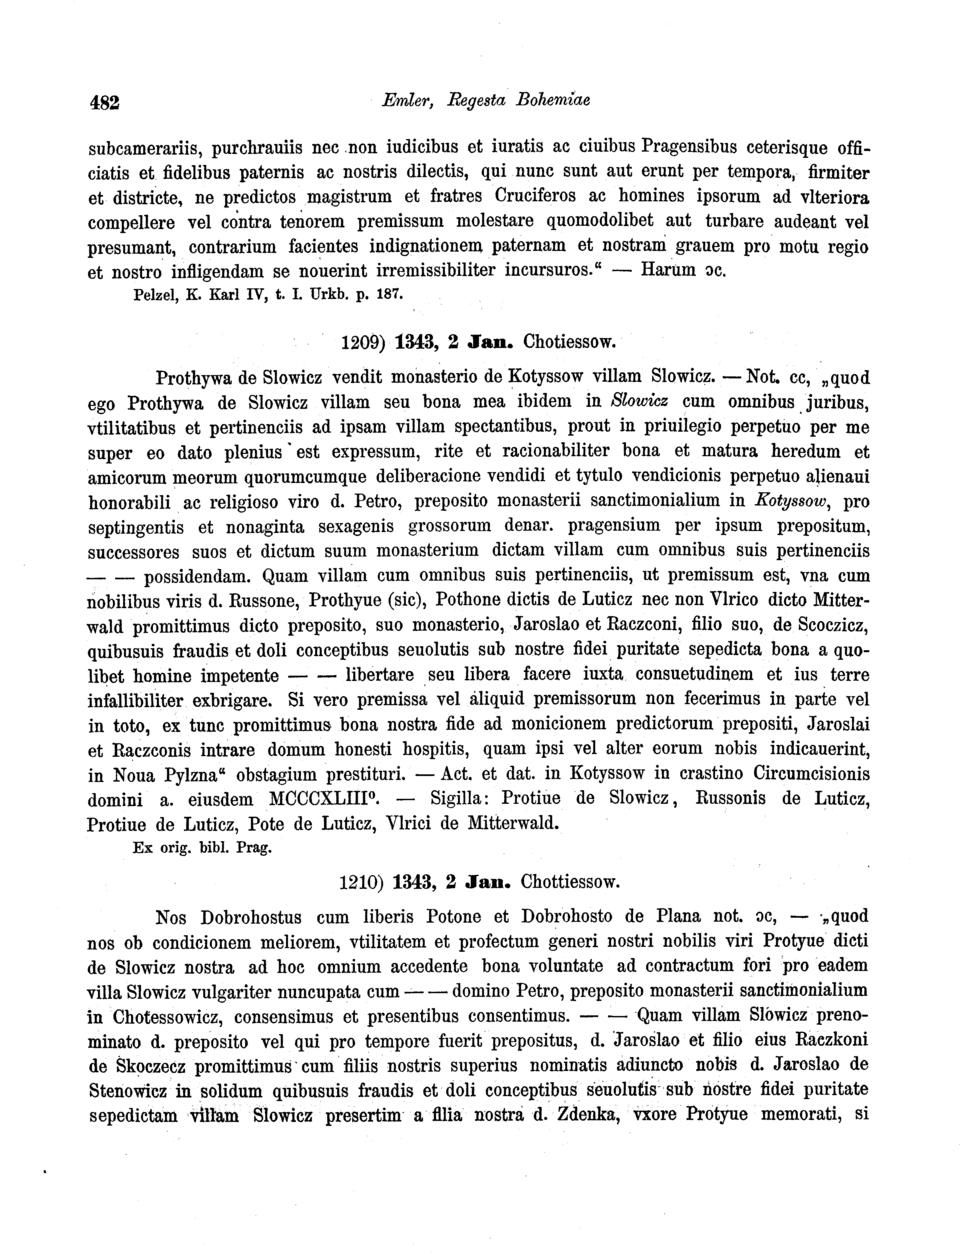 482
Emler, Regesta Bohemiae
subcamerariis, purchrauiis nec non iudicibus et iuratis ac ciuibus Pragensibus ceterisque offi-
ciatis et fidelibus paternis ac nostris dilectis, qui nunc sunt aut erunt per tempora, firmiter
et districte, ne predictos magistrum et fratres Cruciferos ac homines ipsorum ad vlteriora
compellere vel contra tenorem premissum molestare quomodolibet aut turbare audeant vel
presumant, contrarium facientes indignationem paternam et nostram grauem pro motu regio
et nostro infligendam se nouerint irremissibiliter incursuros.“ — Harum ɔc.
Pelzel, K. Karl IV, t. I. Urkb. p. 187.
1209) 1343, 2 Jan. Chotiessow.
Prothywa de Slowicz vendit monasterio de Kotyssow villam Slowicz. — Not. cc, „quod
ego Prothywa de Slowicz villam seu bona mea ibidem in Slowicz cum omnibus juribus,
vtilitatibus et pertinenciis ad ipsam villam spectantibus, prout in priuilegio perpetuo per me
super eo dato plenius est expressum, rite et racionabiliter bona et matura heredum et
amicorum meorum quorumcumque deliberacione vendidi et tytulo vendicionis perpetuo alienaui
honorabili ac religioso viro d. Petro, preposito monasterii sanctimonialium in Kotyssow, pro
septingentis et nonaginta sexagenis grossorum denar. pragensium per ipsum prepositum,
successores suos et dictum suum monasterium dictam villam cum omnibus suis pertinenciis
— — possidendam. Quam villam cum omnibus suis pertinenciis, ut premissum est, vna cum
nobilibus viris d. Russone, Prothyue (sic), Pothone dictis de Luticz nec non Vlrico dicto Mitter-
wald promittimus dicto preposito, suo monasterio, Jaroslao et Raczconi, filio suo, de Scoczicz,
quibusuis fraudis et doli conceptibus seuolutis sub nostre fidei puritate sepedicta bona a quo-
libet homine impetente — — libertare seu libera facere iuxta consuetudinem et ius terre
infallibiliter exbrigare. Si vero premissa vel aliquid premissorum non fecerimus in parte vel
in toto, ex tunc promittimus bona nostra fide ad monicionem predictorum prepositi, Jaroslai
et Raczconis intrare domum honesti hospitis, quam ipsi vel alter eorum nobis indicauerint,
in Noua Pylzna“ obstagium prestituri. — Act. et dat. in Kotyssow in crastino Circumcisionis
domini a. eiusdem MCCCXLIIIº. — Sigilla: Protiue de Slowicz, Russonis de Luticz,
Protiue de Luticz, Pote de Luticz, Vlrici de Mitterwald.
Ex orig. bibl. Prag.
1210) 1343, 2 Jan. Chottiessow.
Nos Dobrohostus cum liberis Potone et Dobrohosto de Plana not. ɔc, — „quod
nos ob condicionem meliorem, vtilitatem et profectum generi nostri nobilis viri Protyue dicti
de Slowicz nostra ad hoc omnium accedente bona voluntate ad contractum fori pro eadem
villa Slowicz vulgariter nuncupata cum — — domino Petro, preposito monasterii sanctimonialium
in Chotessowicz, consensimus et presentibus consentimus. — — Quam villam Slowicz preno-
minato d. preposito vel qui pro tempore fuerit prepositus, d. Jaroslao et filio eius Raczkoni
de Skoczecz promittimus cum filiis nostris superius nominatis adiuncto nobis d. Jaroslao de
Stenowicz in solidum quibusuis fraudis et doli conceptibus seuolutis sub nostre fidei puritate
sepedictam villam Slowicz presertim a filia nostra d. Zdenka, vxore Protyue memorati, si